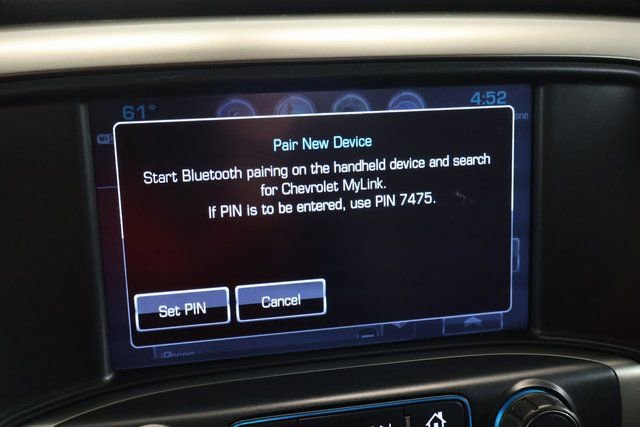 61° 4:52
Pair New Device
Start Bluetooth pairing on the handheld device and search
for Chevrolet MyLink.
If PIN is to be entered, use PIN 7475.
Set PIN Cancel
iPhone